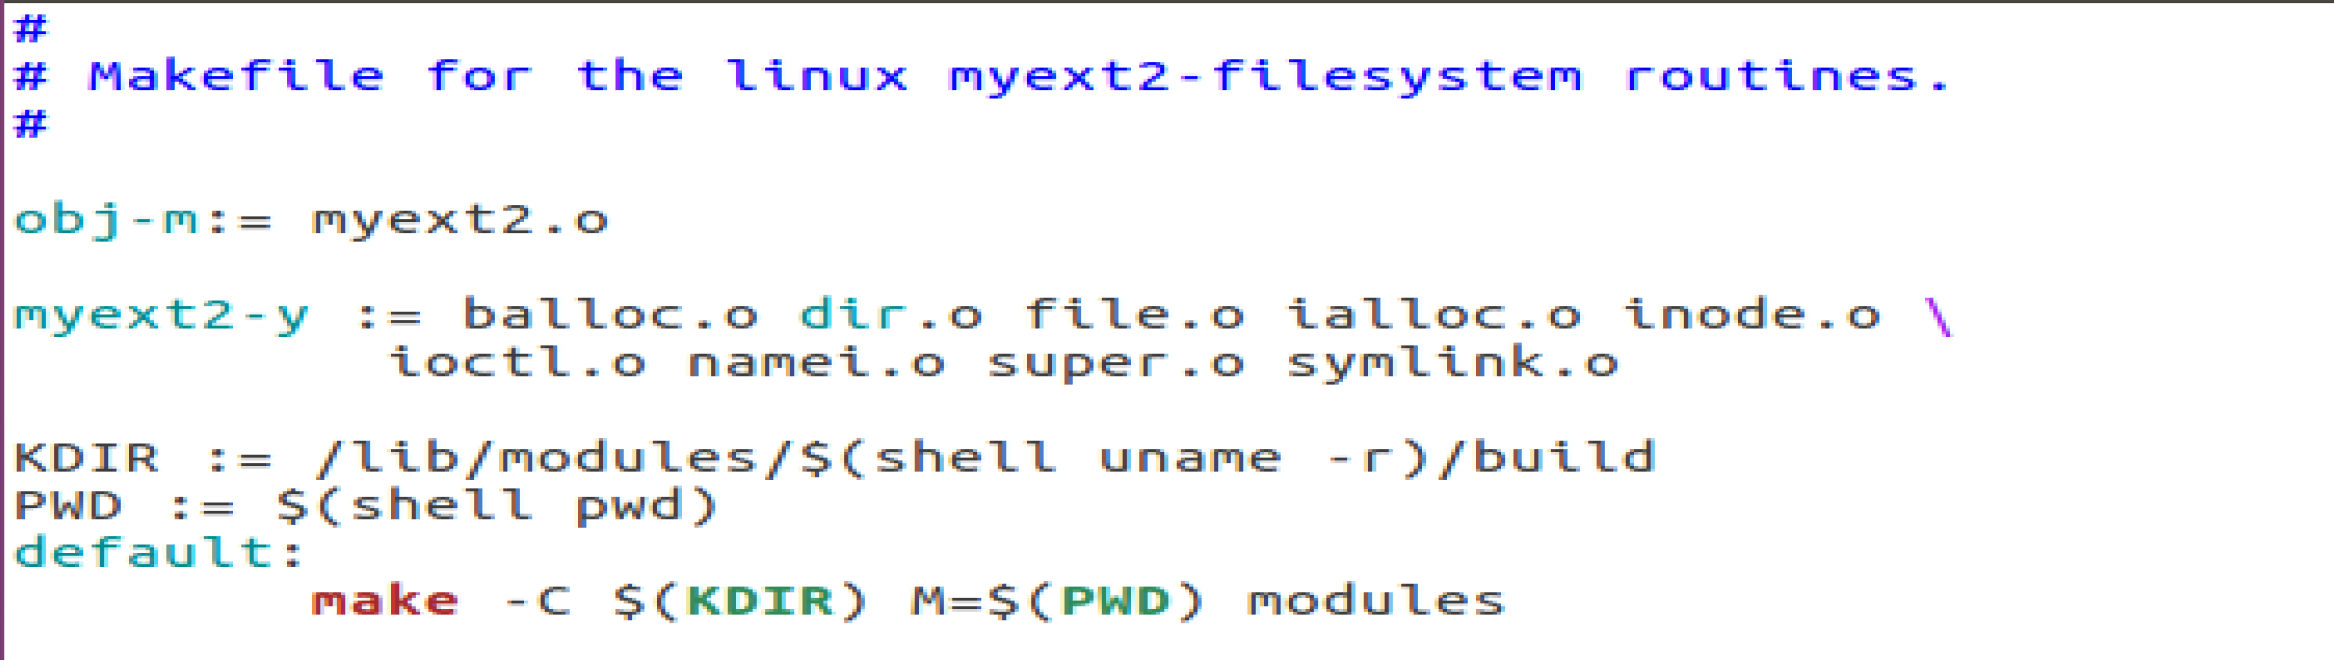 #
# Makefile for the linux myext2-filesystem routines.
#
obj-m:= myext2.o
myext2-y := balloc.o dir.o file.o ialloc.o inode.o \
ioctl.o namei.o super.o symlink.o
KDIR := /lib/modules/$(shell uname -r)/build
PWD := $(shell pwd)
default:
make -C $(KDIR) M=$(PWD) modules